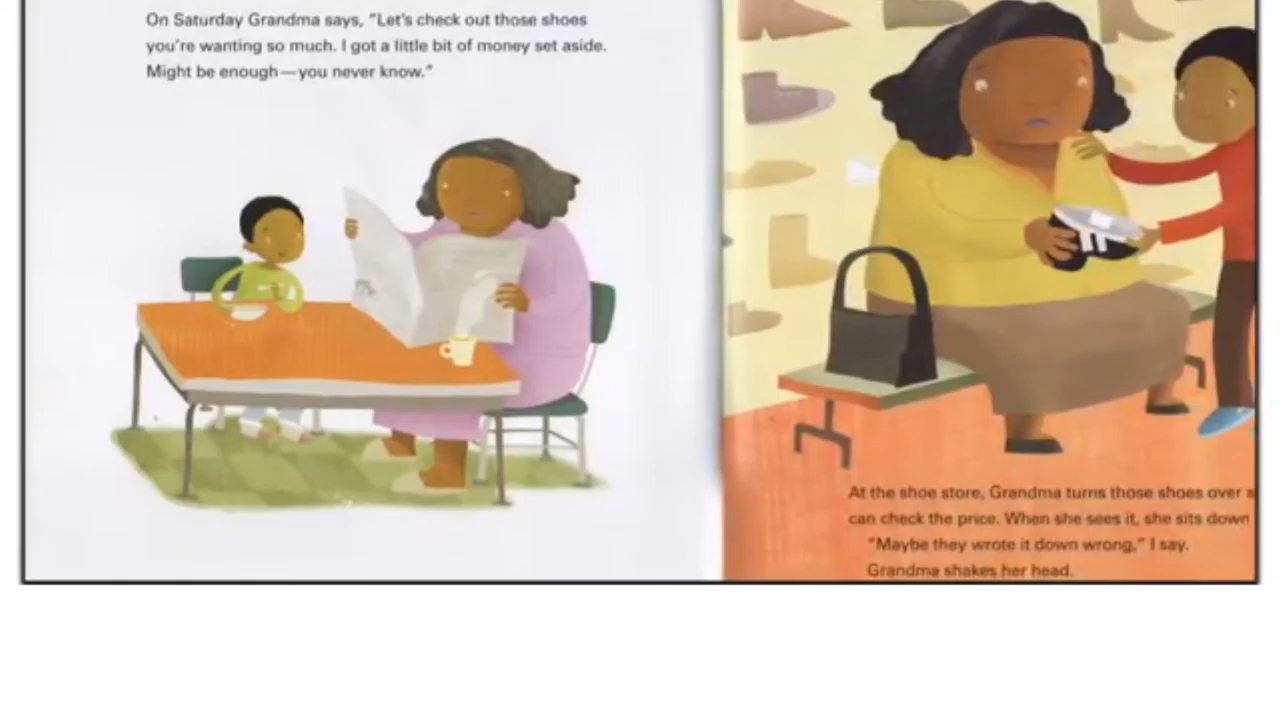 On Saturday Grandma says, "Let's check out those shoes
you're wanting so much. I got a little bit of money set aside.
Might be enough—you never know."
At the shoe store, Grandma turns those shoes over s
can check the price. When she sees it, she sits down
"Maybe they wrote it down wrong," I say.
Grandma shakes her head.